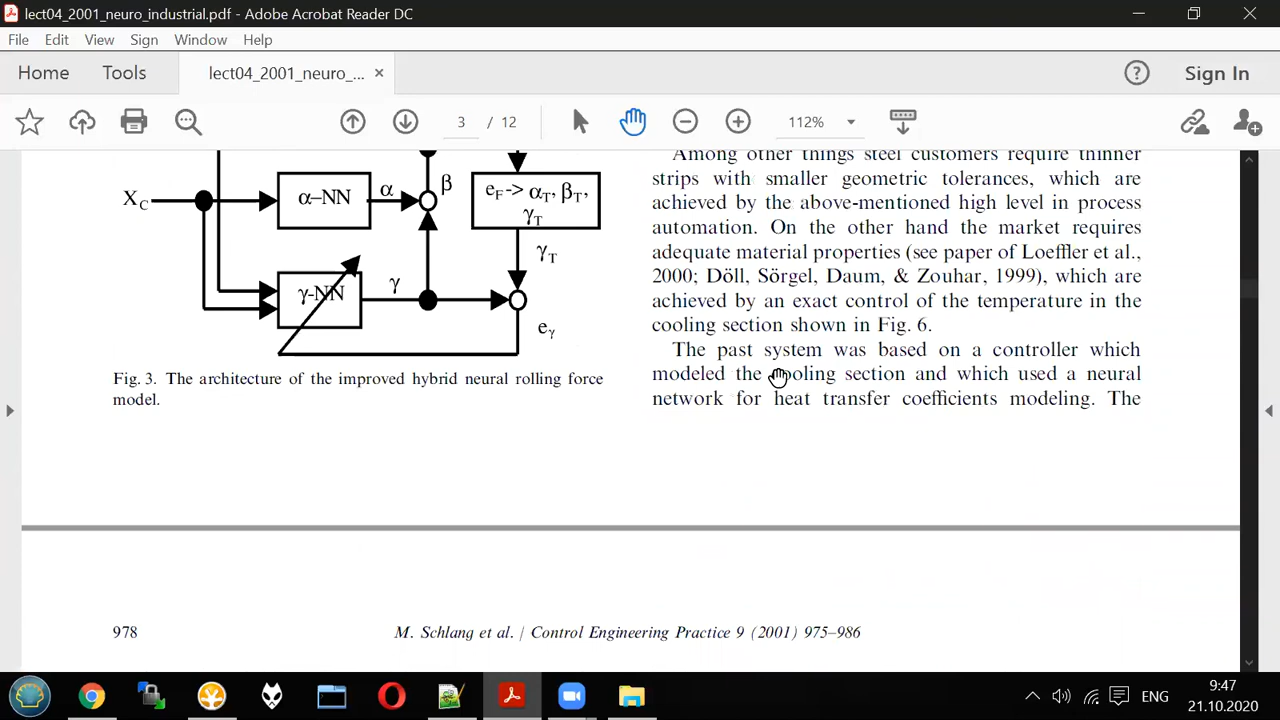 lect04_2001_neuro_industrial.pdf - Adobe Acrobat Reader DC
File Edit View Sign Window Help
Home Tools lect04_2001_neuro_... × ? Sign In
3 / 12 112%
X_C α–NN α β e_F-> α_T, β_T,
γ_T
γ_T
γ-NN γ
e_γ
Fig. 3. The architecture of the improved hybrid neural rolling force
model.
Among other things steel customers require thinner
strips with smaller geometric tolerances, which are
achieved by the above-mentioned high level in process
automation. On the other hand the market requires
adequate material properties (see paper of Loeffler et al.,
2000; Döll, Sörgel, Daum, & Zouhar, 1999), which are
achieved by an exact control of the temperature in the
cooling section shown in Fig. 6.
The past system was based on a controller which
modeled the cooling section and which used a neural
network for heat transfer coefficients modeling. The
978 M. Schlang et al. / Control Engineering Practice 9 (2001) 975–986
ENG 9:47
21.10.2020